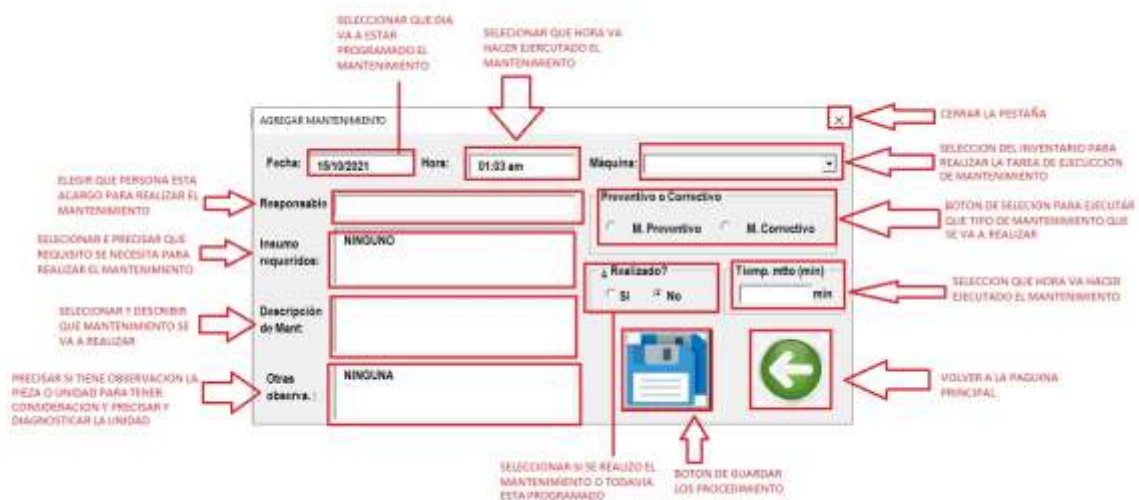 SELECCIONAR QUE DIA
VA A ESTAR
PROGRAMADO EL
MANTENIMIENTO
SELECIONAR QUE HORA VA
HACER EJERCUTADO EL
MANTENIMIENTO
AGREGAR MANTENIMIENTO
CERRAR LA PESTAÑA
Fecha: 15/10/2021 Hora: 01:03 am Máquina:
SELECCION DEL INVENTARIO PARA
REALIZAR LA TAREA DE EJECUCCION
DE MANTENIMIENTO
ELEGIR QUE PERSONA ESTA
ACARGO PARA REALIZAR EL
MANTENIMIENTO
Responsable
Preventivo o Correctivo
M. Preventivo M. Correctivo
BOTON DE SELECION PARA EJECUTAR
QUE TIPO DE MANTENIMIENTO QUE
SE VA A REALIZAR
SELECCIONAR E PRECISAR QUE
REQUISITO SE NECESITA PARA
REALIZAR EL MANTENIMIENTO
Insumo
requeridos:
NINGUNO
¿ Realizado?
Si No
Tiemp. mtto (min)
min
SELECCION QUE HORA VA HACER
EJECUTADO EL MANTENIMIENTO
SELECIONAR Y DESCRIBIR
QUE MANTENIMIENTO SE
VA A REALIZAR
Descripción
de Mant:
PRECISAR SI TIENE OBSERVACION LA
PIEZA O UNIDAD PARA TENER
CONSIDERACION Y PRECISAR Y
DIAGNOSTICAR LA UNIDAD
Otras
observa. :
NINGUNA
VOLVER A LA PAGUINA
PRINCIPAL
SELECCIONAR SI SE REALIZO EL
MANTENIMIENTO O TODAVIA
ESTA PROGRAMADO
BOTON DE GUARDAR
LOS PROCEDIMIENTO